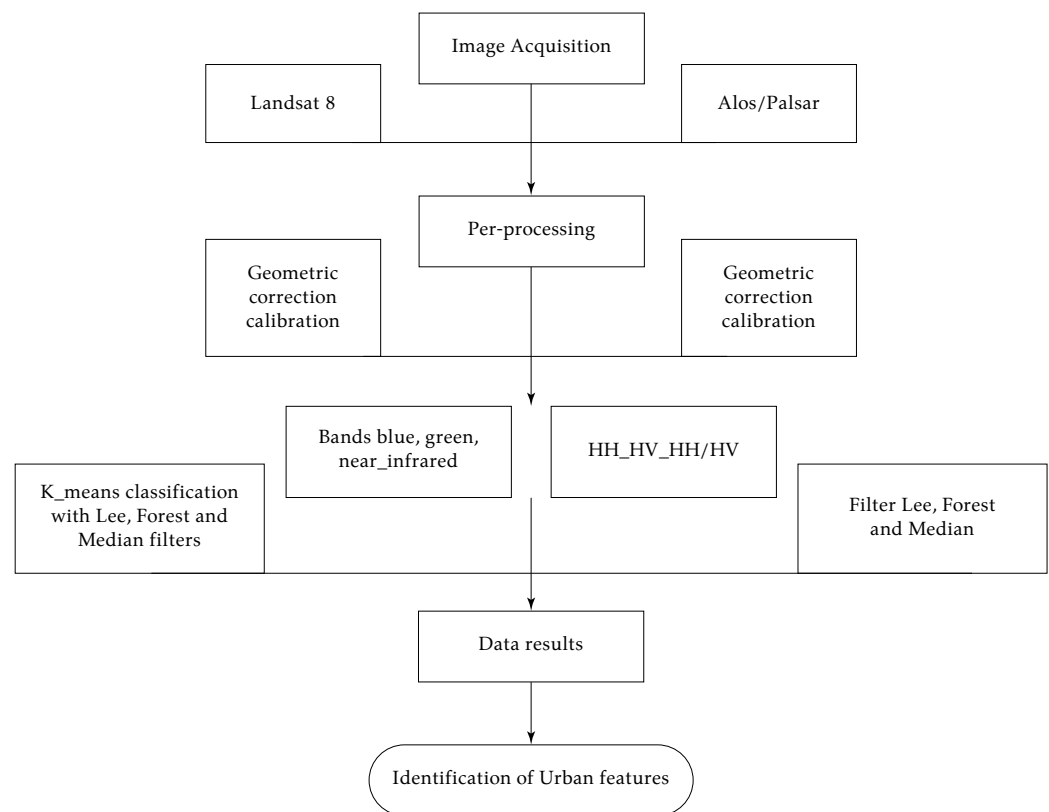 Image Acquisition
Landsat 8
Alos/Palsar
Per-processing
Geometric
correction
calibration
Geometric
correction
calibration
Bands blue, green,
near_infrared
HH_HV_HH/HV
K_means classification
with Lee, Forest and
Median filters
Filter Lee, Forest
and Median
Data results
Identification of Urban features